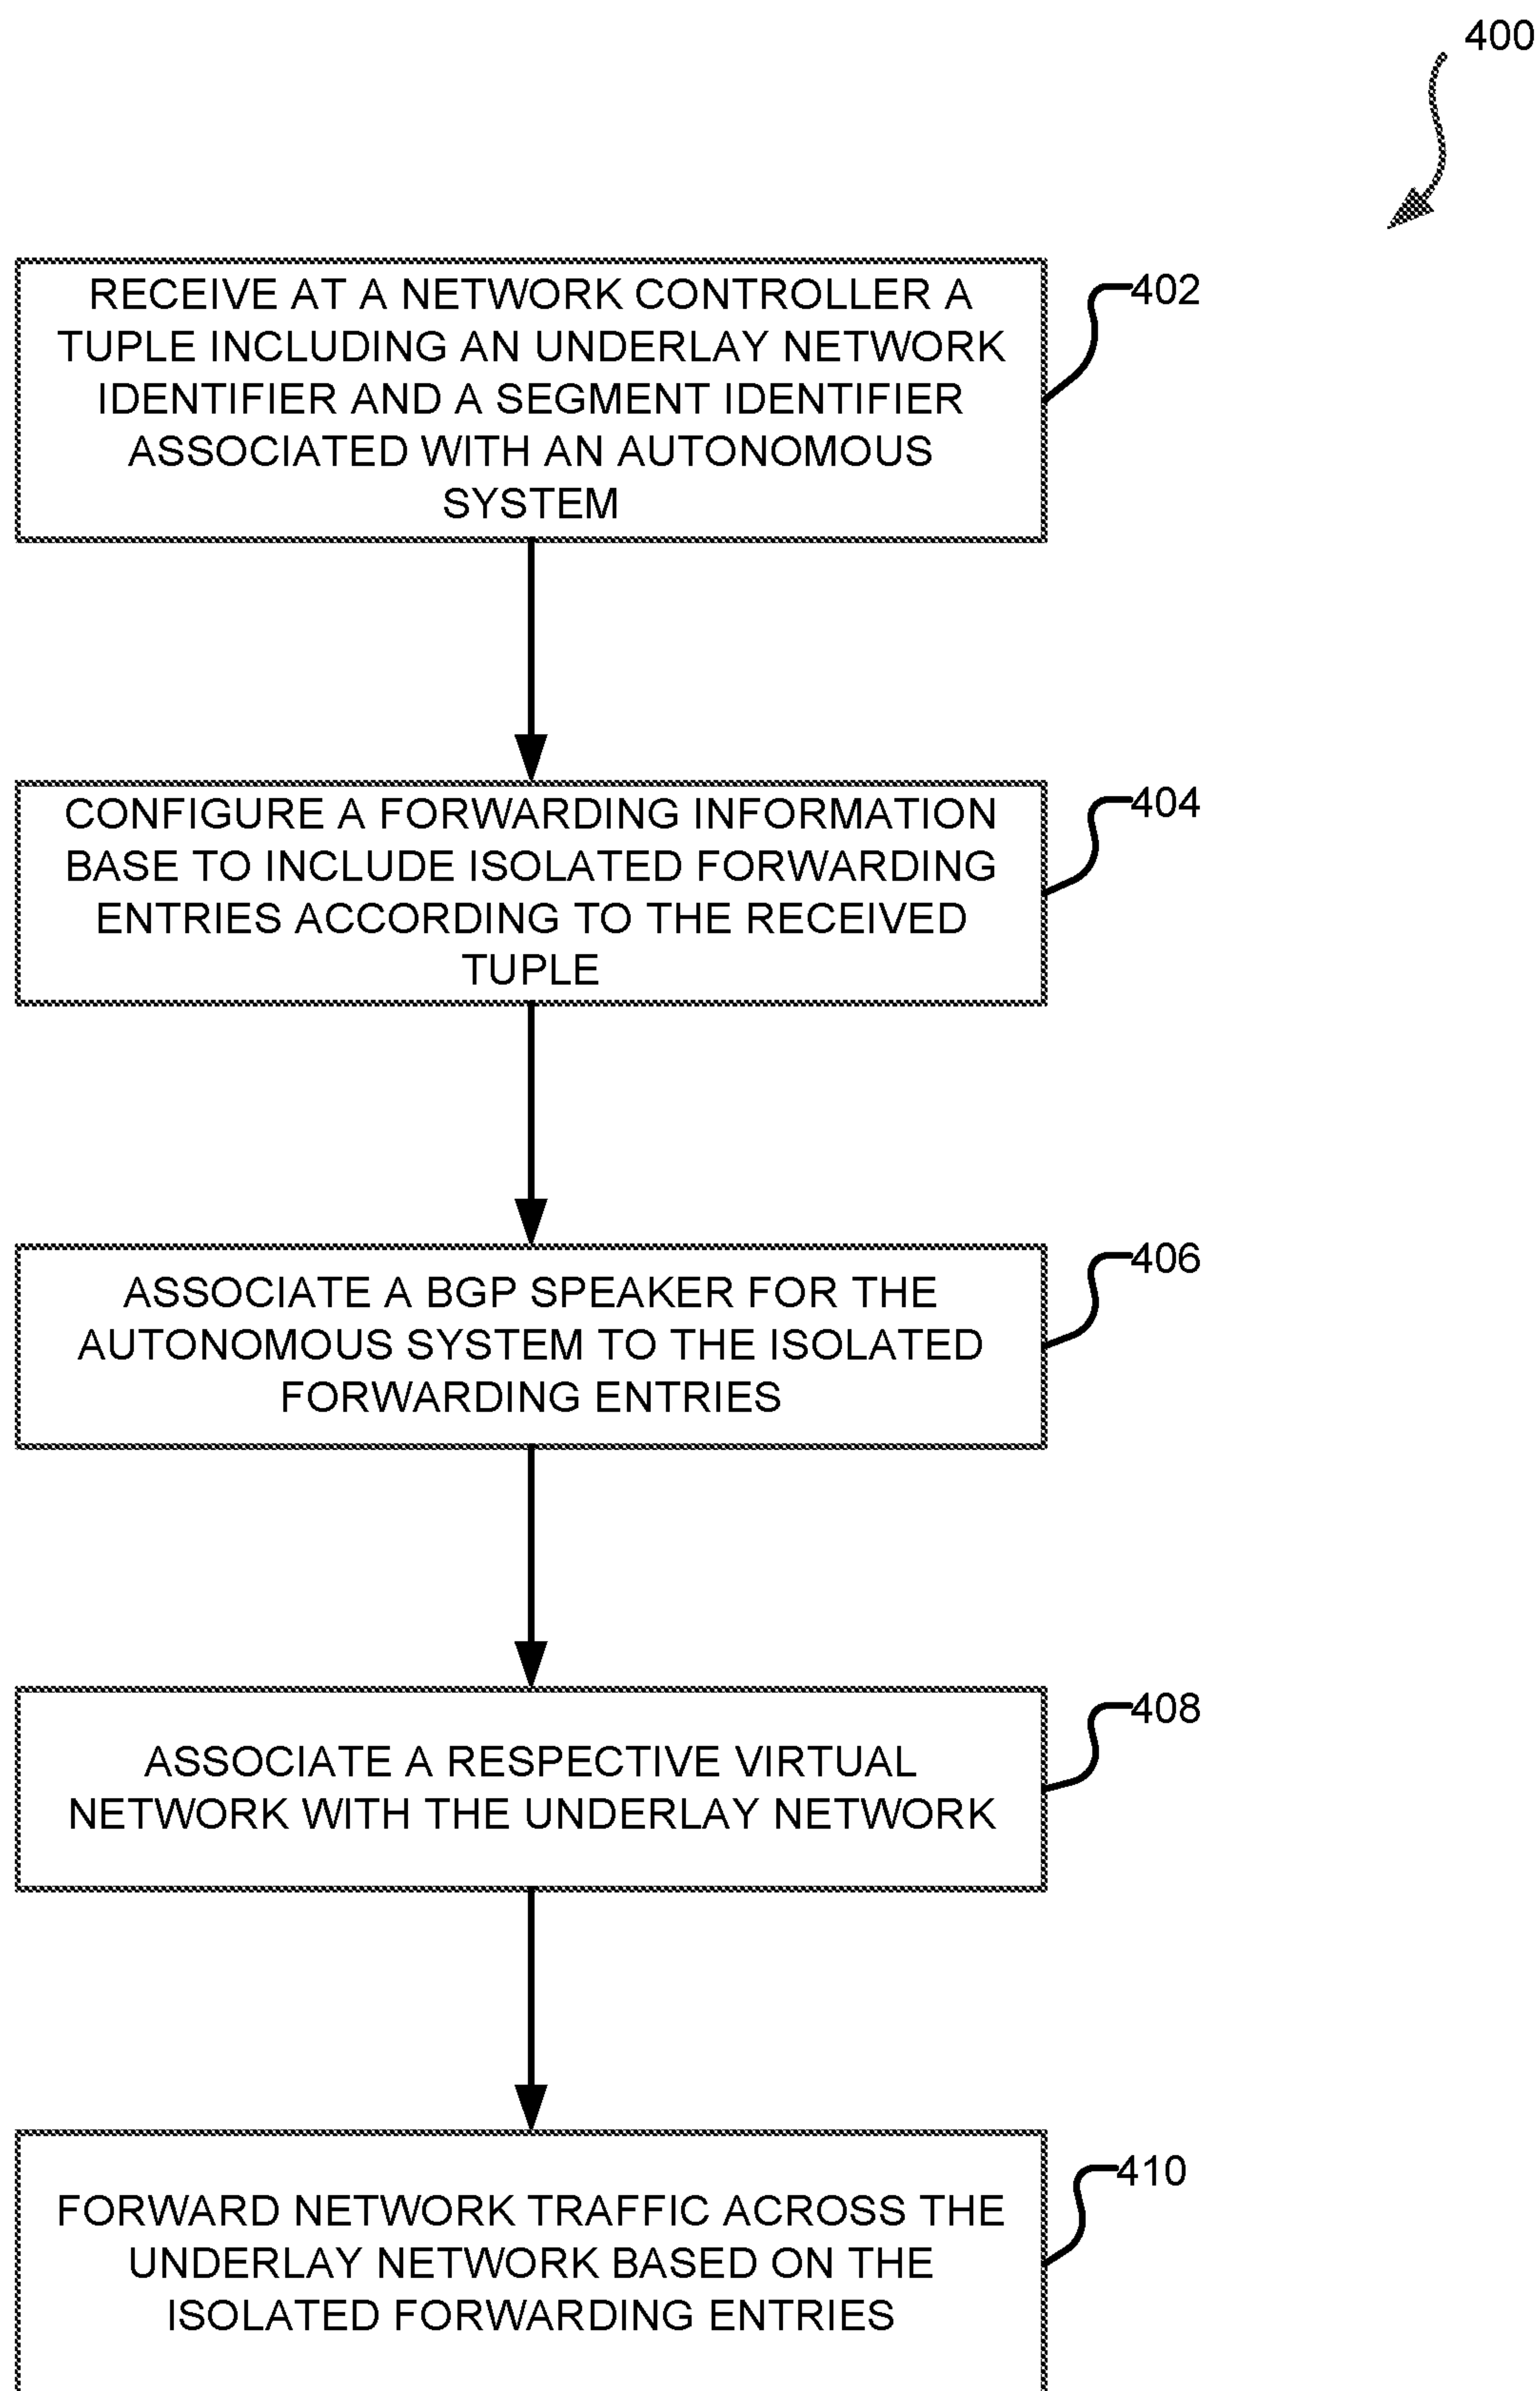 400
RECEIVE AT A NETWORK CONTROLLER A
TUPLE INCLUDING AN UNDERLAY NETWORK
IDENTIFIER AND A SEGMENT IDENTIFIER
ASSOCIATED WITH AN AUTONOMOUS
SYSTEM
402
CONFIGURE A FORWARDING INFORMATION
BASE TO INCLUDE ISOLATED FORWARDING
ENTRIES ACCORDING TO THE RECEIVED
TUPLE
404
ASSOCIATE A BGP SPEAKER FOR THE
AUTONOMOUS SYSTEM TO THE ISOLATED
FORWARDING ENTRIES
406
ASSOCIATE A RESPECTIVE VIRTUAL
NETWORK WITH THE UNDERLAY NETWORK
408
FORWARD NETWORK TRAFFIC ACROSS THE
UNDERLAY NETWORK BASED ON THE
ISOLATED FORWARDING ENTRIES
410